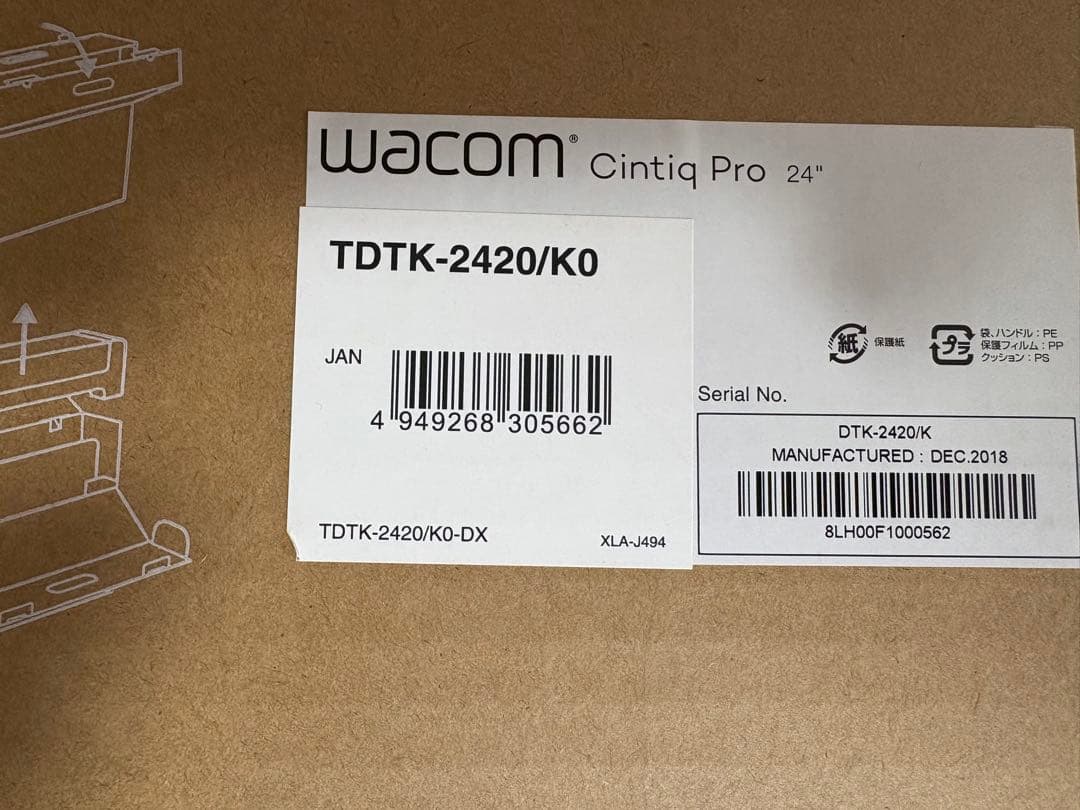 wacom® Cintiq Pro 24"
TDTK-2420/K0
JAN
4 949268 305662
TDTK-2420/K0-DX
XLA-J494
紙 保護紙
プラ
袋、ハンドル：PE
保護フィルム：PP
クッション：PS
Serial No.
DTK-2420/K
MANUFACTURED : DEC.2018
8LH00F1000562